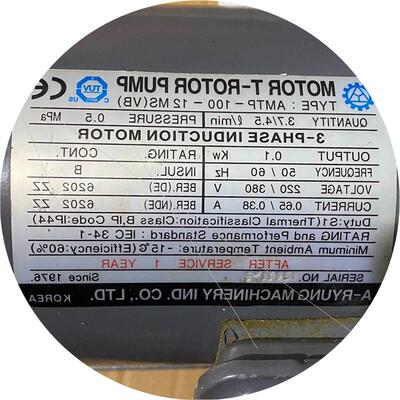 MOTOR T-ROTOR PUMP
TYPE : AMTP-100-12 MS(VB)
TÜV
C US
CE
QUANTITY 3./4.5 ℓ/min PRESSURE 0.5 MPa
3-PHASE INDUCTION MOTOR
OUTPUT 0.1 Kw RATING. CONT.
FREQUENCY 50 / 60 Hz INSUL. B
VOLTAGE 220 / 380 V BER' (DE) 6202 ZZ
CURRENT 0.65 / 0.38 A BER' (NDE) 6202 ZZ
Duty:S1(Thermal Classification:Class.B IP Code-IP44)
RATING and Performance Standard : IEC 34-1
Minimum Ambient Temperature : -15℃ (Efficiency:60%)
AFTER SERVICE 1 YEAR
SERIAL NO. Since 1976.
A-RYUNG MACHINERY IND. CO., LTD. KOREA